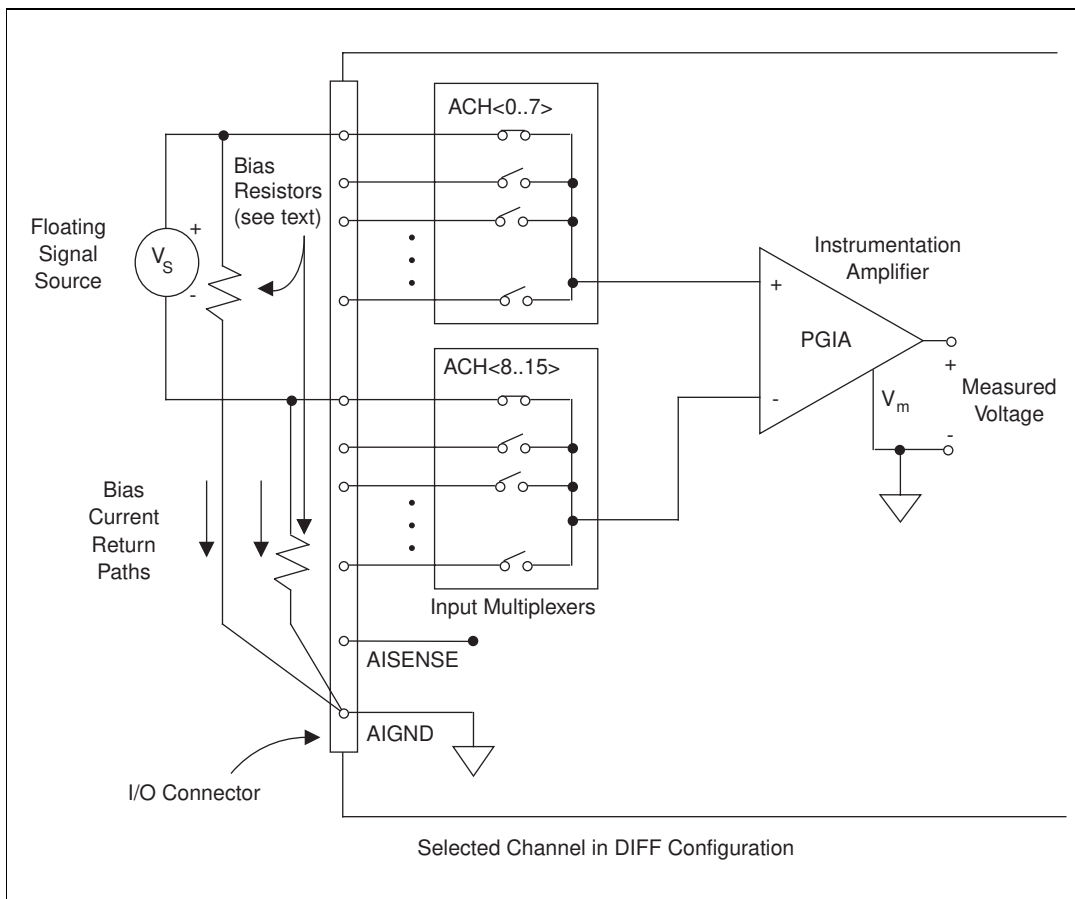 ACH<0..7>
Bias
Resistors
(see text)
Floating
Signal
Source
+
V_S
-
Instrumentation
Amplifier
+
PGIA
-
+
Measured
Voltage
-
V_m
ACH<8..15>
Bias
Current
Return
Paths
Input Multiplexers
AISENSE
AIGND
I/O Connector
Selected Channel in DIFF Configuration